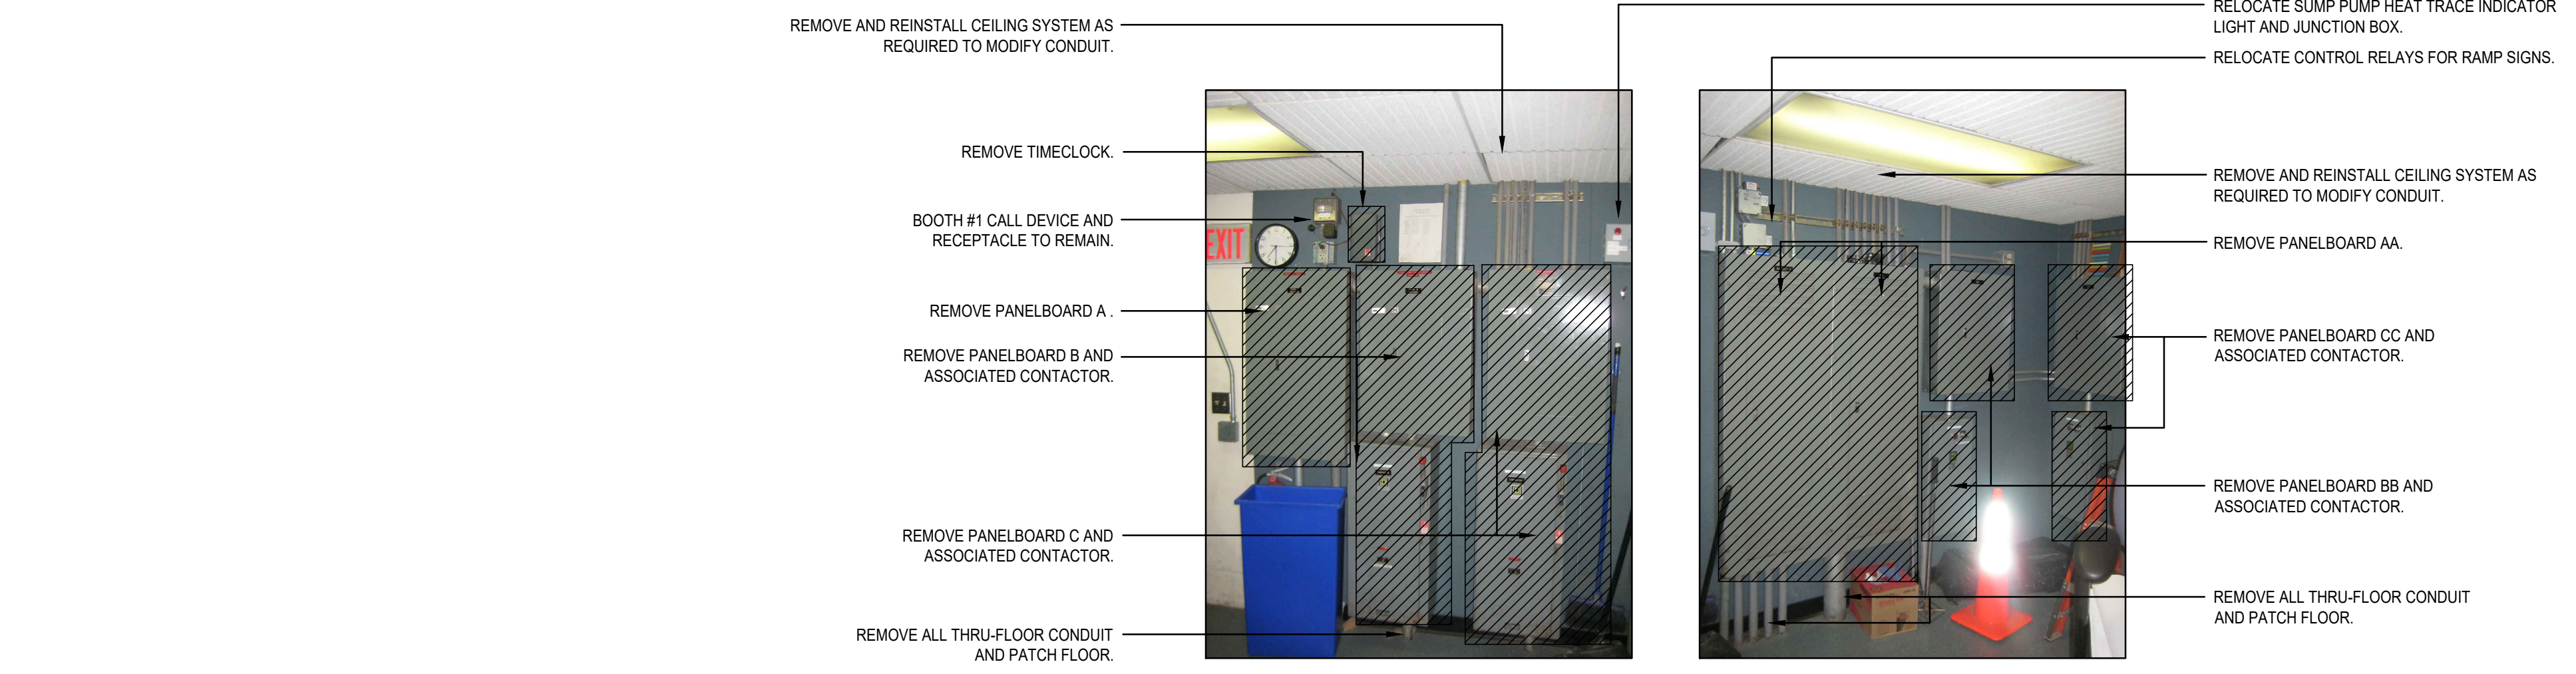 REMOVE AND REINSTALL CEILING SYSTEM AS
REQUIRED TO MODIFY CONDUIT.
REMOVE TIMECLOCK.
BOOTH #1 CALL DEVICE AND
RECEPTACLE TO REMAIN.
REMOVE PANELBOARD A .
REMOVE PANELBOARD B AND
ASSOCIATED CONTACTOR.
REMOVE PANELBOARD C AND
ASSOCIATED CONTACTOR.
REMOVE ALL THRU-FLOOR CONDUIT
AND PATCH FLOOR.
EXIT
RELOCATE SUMP PUMP HEAT TRACE INDICATOR
LIGHT AND JUNCTION BOX.
RELOCATE CONTROL RELAYS FOR RAMP SIGNS.
REMOVE AND REINSTALL CEILING SYSTEM AS
REQUIRED TO MODIFY CONDUIT.
REMOVE PANELBOARD AA.
REMOVE PANELBOARD CC AND
ASSOCIATED CONTACTOR.
REMOVE PANELBOARD BB AND
ASSOCIATED CONTACTOR.
REMOVE ALL THRU-FLOOR CONDUIT
AND PATCH FLOOR.